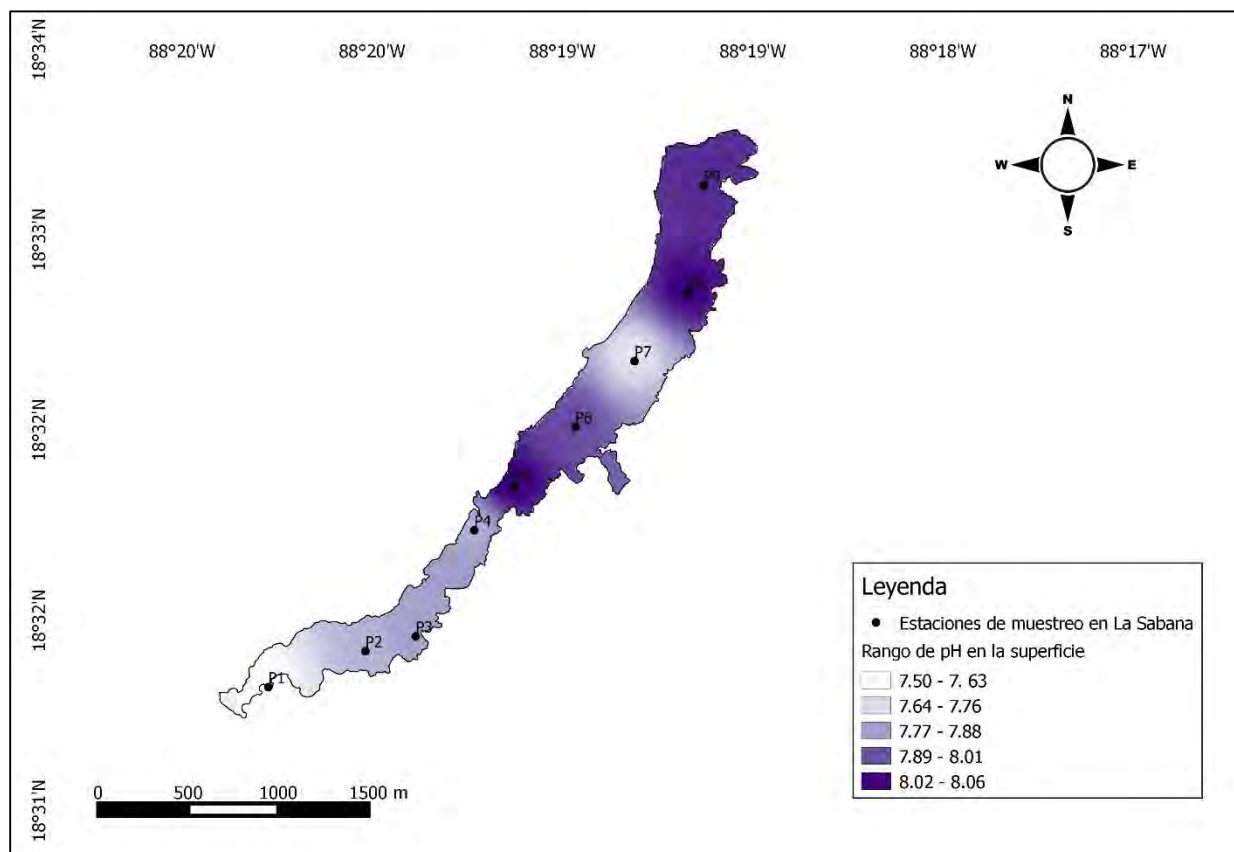 88°20'W 88°20'W 88°19'W 88°19'W 88°18'W 88°17'W
18°34'N
18°33'N
18°32'N
18°32'N
18°31'N
N
W E
S
P7
P6
P4
P3
P2
P1
0 500 1000 1500 m
Leyenda
Estaciones de muestreo en La Sabana
Rango de pH en la superficie
7.50 - 7. 63
7.64 - 7.76
7.77 - 7.88
7.89 - 8.01
8.02 - 8.06